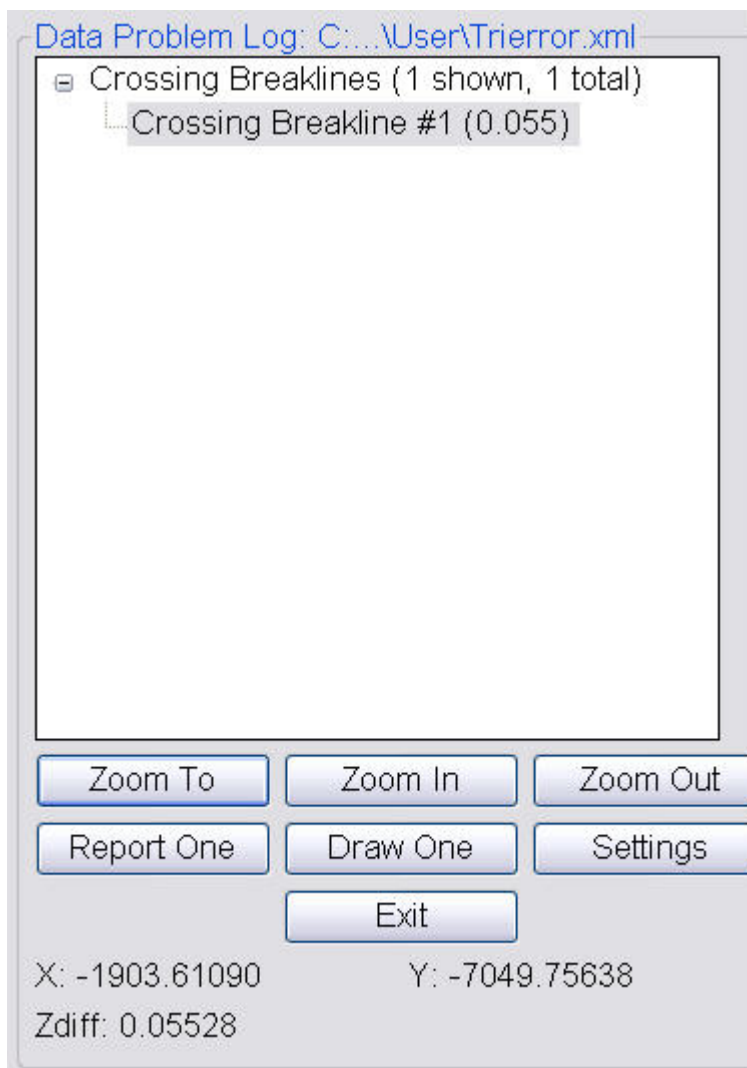 Data Problem Log: C:...\User\Trierror.xml
Crossing Breaklines (1 shown, 1 total)
Crossing Breakline #1 (0.055)
Zoom To Zoom In Zoom Out
Report One Draw One Settings
Exit
X: -1903.61090 Y: -7049.75638
Zdiff: 0.05528